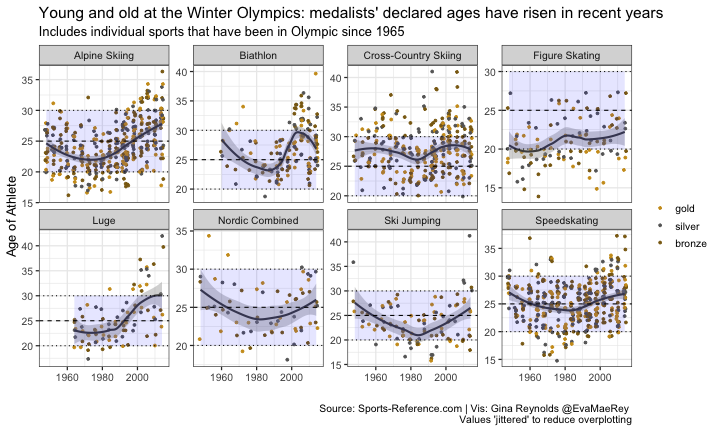 Young and old at the Winter Olympics: medalists' declared ages have risen in recent years
Includes individual sports that have been in Olympic since 1965
Alpine Skiing
Biathlon
Cross-Country Skiing
Figure Skating
35
30
25
20
15
40
35
30
25
20
40
35
30
25
20
30
25
20
15
Age of Athlete
Luge
Nordic Combined
Ski Jumping
Speedskating
40
35
30
25
20
35
30
25
20
40
35
30
25
20
15
35
30
25
20
15
1960 1980 2000
1960 1980 2000
1960 1980 2000
1960 1980 2000
gold
silver
bronze
Source: Sports-Reference.com | Vis: Gina Reynolds @EvaMaeRey
Values 'jittered' to reduce overplotting